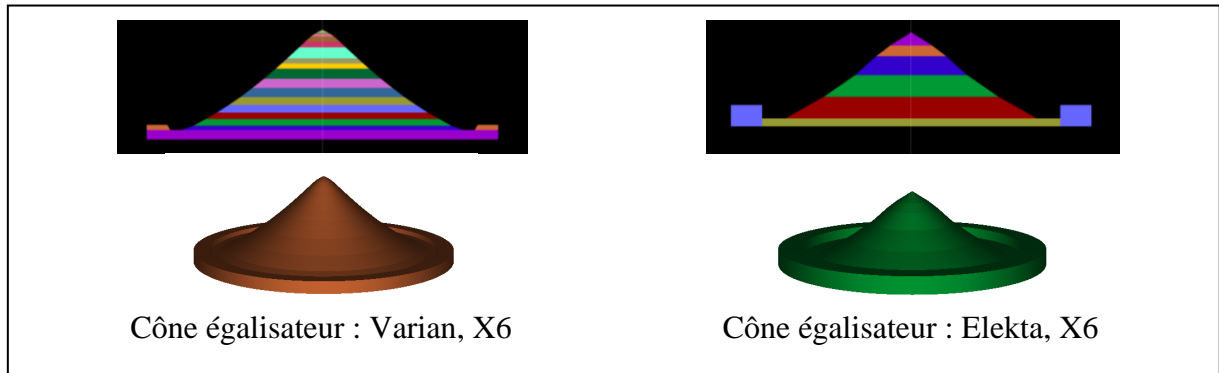 Cône égalisateur : Varian, X6
Cône égalisateur : Elekta, X6